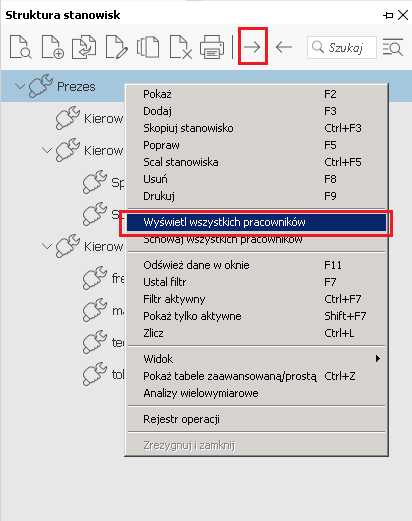 Struktura stanowisk
Szukaj
Prezes
Kierow
Kierow
Sp
Kierow
fre
ma
tec
Pokaż F2
Dodaj F3
Skopiuj stanowisko Ctrl+F3
Popraw F5
Scal stanowiska Ctrl+F5
Usuń F8
Drukuj F9
Wyświetl wszystkich pracowników
Schowaj wszystkich pracowników
Odśwież dane w oknie F11
Ustal filtr F7
Filtr aktywny Ctrl+F7
Pokaż tylko aktywne Shift+F7
Zlicz Ctrl+L
Widok
Pokaż tabele zaawansowaną/prostą Ctrl+Z
Analizy wielowymiarowe
Rejestr operacji
Zrezygnuj i zamknij